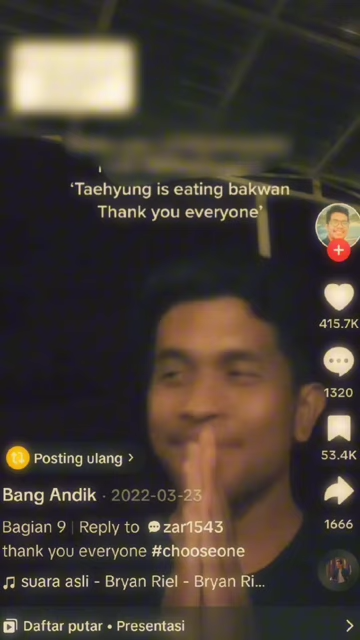 ‘Taehyung is eating bakwan
Thank you everyone’
415.7K
1320
53.4K
1666
Posting ulang >
Bang Andik · 2022-03-23
Bagian 9 | Reply to 💬zar1543
thank you everyone #chooseone
♫ suara asli - Bryan Riel - Bryan Ri...
Daftar putar • Presentasi >